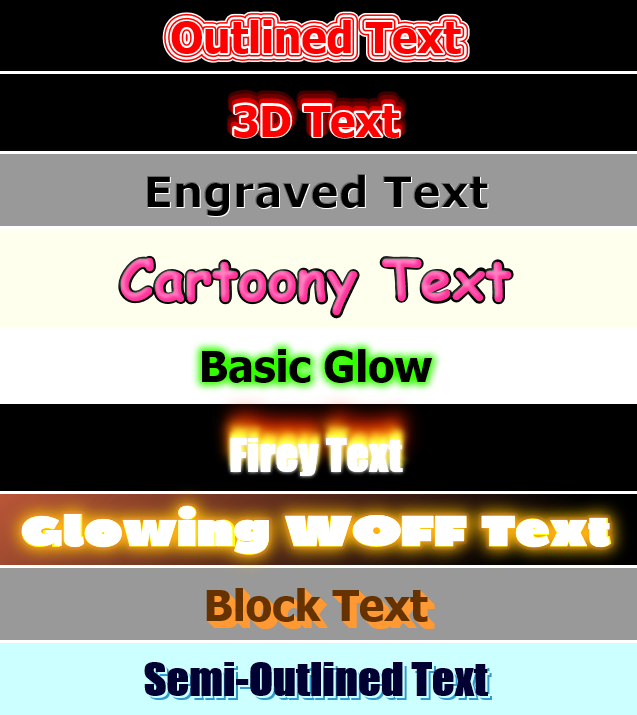 Outlined Text
3D Text
Engraved Text
Cartoony Text
Basic Glow
Firey Text
Glowing WOFF Text
Block Text
Semi-Outlined Text